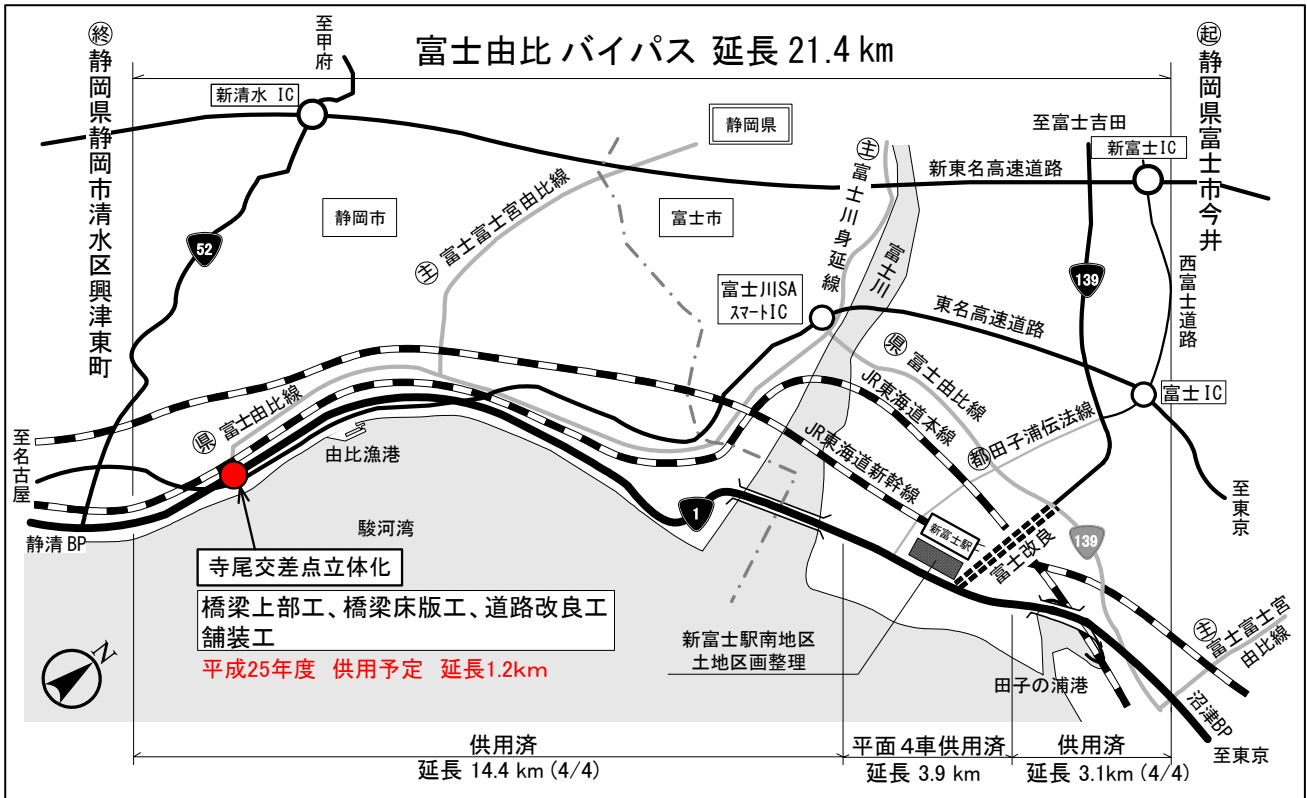 富士由比 バイパス 延長 21.4 km
終 静岡県静岡市清水区興津東町
起 静岡県富士市今井
至甲府
新清水 IC
静岡県
至富士吉田
新富士IC
新東名高速道路
主 富士川身延線
主 富士富士宮由比線
静岡市
富士市
52
富士川
139
西富士道路
富士川SA
スマートIC
東名高速道路
県 富士由比線
JR東海道本線
富士IC
都 田子浦伝法線
JR東海道新幹線
県 富士由比線
至名古屋
由比漁港
至東京
1
新富士駅
富士改良
139
駿河湾
静清 BP
寺尾交差点立体化
橋梁上部工、橋梁床版工、道路改良工
舗装工
平成25年度 供用予定 延長1.2km
N
新富士駅南地区
土地区画整理
田子の浦港
主 富士富士宮
由比線
沼津BP
至東京
供用済
延長 14.4 km (4/4)
平面4車供用済
延長 3.9 km
供用済
延長 3.1km (4/4)